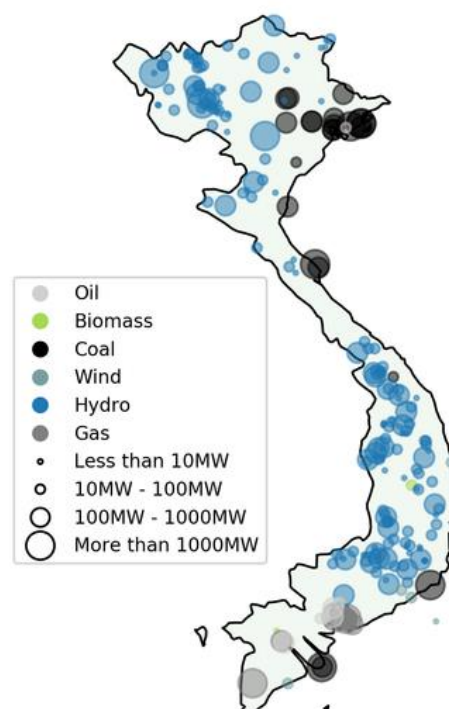 Oil
Biomass
Coal
Wind
Hydro
Gas
Less than 10MW
10MW - 100MW
100MW - 1000MW
More than 1000MW